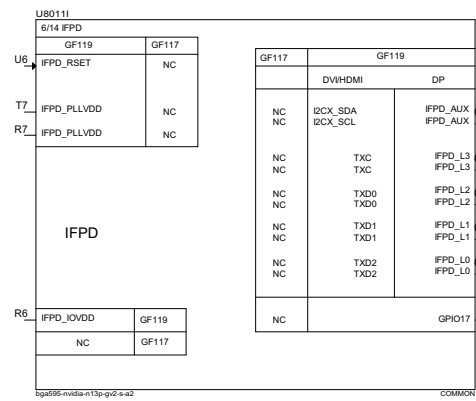 U8011I
6/14 IFPD
GF119 GF117
U6 IFPD_RSET NC
T7 IFPD_PLLVDD NC
R7 IFPD_PLLVDD NC
GF117 GF119
DVI/HDMI DP
NC I2CX_SDA IFPD_AUX
NC I2CX_SCL IFPD_AUX
NC TXC IFPD_L3
NC TXC IFPD_L3
NC TXD0 IFPD_L2
NC TXD0 IFPD_L2
NC TXD1 IFPD_L1
NC TXD1 IFPD_L1
NC TXD2 IFPD_L0
NC TXD2 IFPD_L0
IFPD
R6 IFPD_IOVDD GF119
NC GF117
NC GPIO17
bga595-nvidia-n13p-gv2-s-a2 COMMON